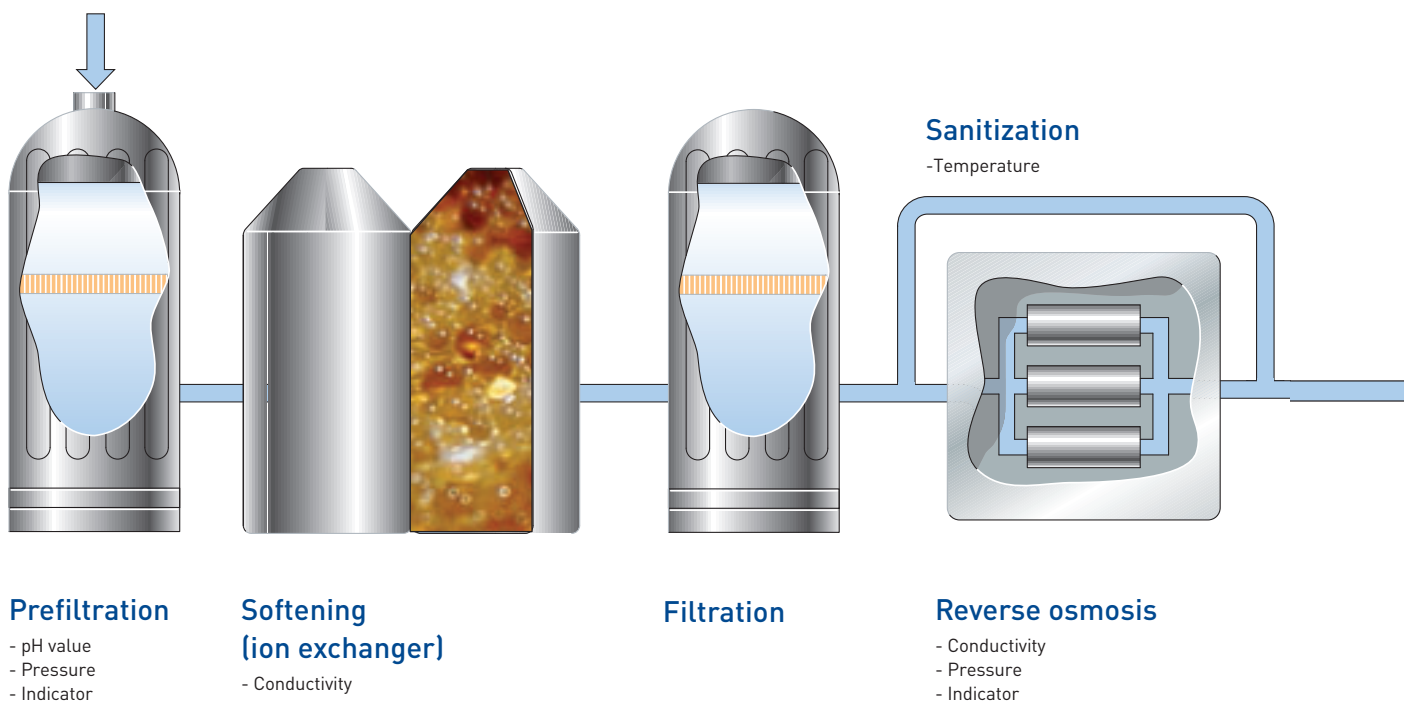 Sanitization
-Temperature
Prefiltration
- pH value
- Pressure
- Indicator
Softening
(ion exchanger)
- Conductivity
Filtration
Reverse osmosis
- Conductivity
- Pressure
- Indicator